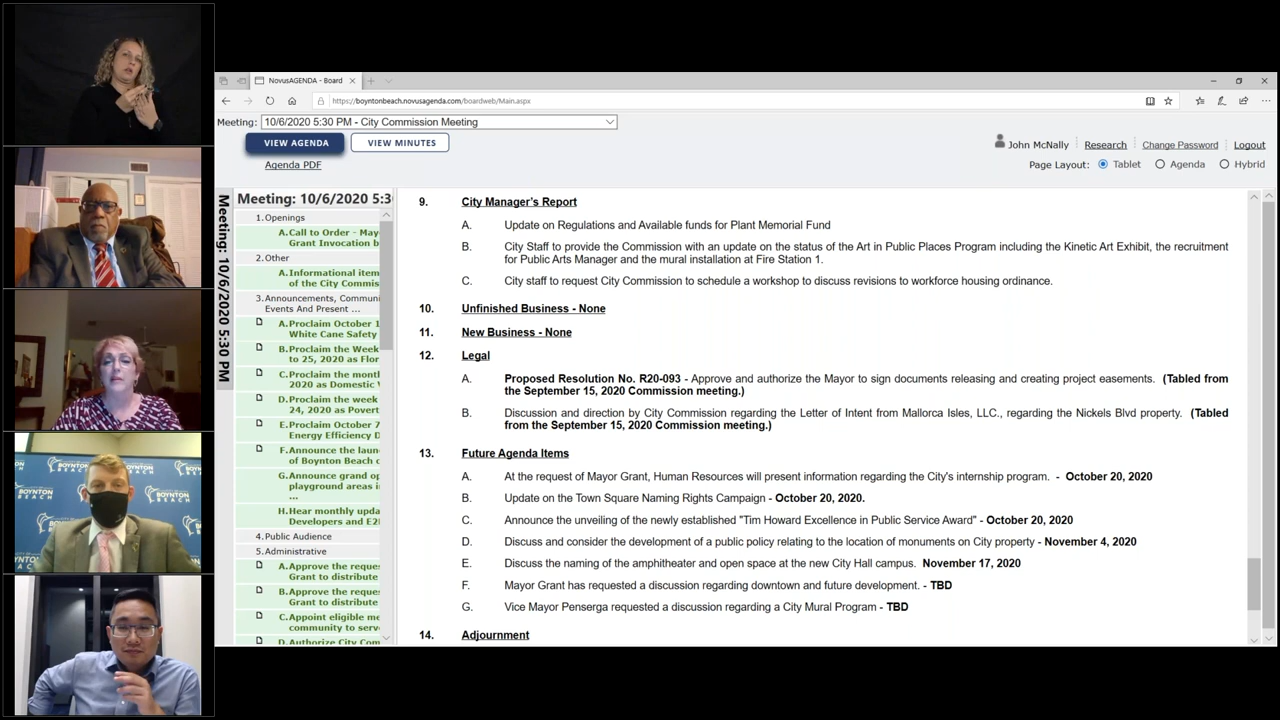 NovusAGENDA - Board
https://boyntonbeach.novusagenda.com/boardweb/Main.aspx
Meeting: 10/6/2020 5:30 PM - City Commission Meeting
VIEW AGENDA
VIEW MINUTES
Agenda PDF
John McNally Research Change Password Logout
Page Layout: Tablet Agenda Hybrid
Meeting: 10/6/2020 5:30 PM
Meeting: 10/6/2020 5:3
1.Openings
A.Call to Order - May
Grant Invocation b
2.Other
A.Informational item
of the City Commis
3.Announcements, Commun
Events And Present ...
A.Proclaim October 1
White Cane Safety
B.Proclaim the Week
to 25, 2020 as Flor
C.Proclaim the mont
2020 as Domestic V
D.Proclaim the week
24, 2020 as Povert
E.Proclaim October 7
Energy Efficiency D
F.Announce the laun
of Boynton Beach c
G.Announce grand op
playground areas i
...
H.Hear monthly upda
Developers and E2
4.Public Audience
5.Administrative
A.Approve the reques
Grant to distribute
B.Approve the reques
Grant to distribute
C.Appoint eligible me
community to serv
D.Authorize City Com
9. City Manager's Report
A. Update on Regulations and Available funds for Plant Memorial Fund
B. City Staff to provide the Commission with an update on the status of the Art in Public Places Program including the Kinetic Art Exhibit, the recruitment
for Public Arts Manager and the mural installation at Fire Station 1.
C. City staff to request City Commission to schedule a workshop to discuss revisions to workforce housing ordinance.
10. Unfinished Business - None
11. New Business - None
12. Legal
A. Proposed Resolution No. R20-093 - Approve and authorize the Mayor to sign documents releasing and creating project easements. (Tabled from
the September 15, 2020 Commission meeting.)
B. Discussion and direction by City Commission regarding the Letter of Intent from Mallorca Isles, LLC., regarding the Nickels Blvd property. (Tabled
from the September 15, 2020 Commission meeting.)
13. Future Agenda Items
A. At the request of Mayor Grant, Human Resources will present information regarding the City's internship program. - October 20, 2020
B. Update on the Town Square Naming Rights Campaign - October 20, 2020.
C. Announce the unveiling of the newly established "Tim Howard Excellence in Public Service Award" - October 20, 2020
D. Discuss and consider the development of a public policy relating to the location of monuments on City property - November 4, 2020
E. Discuss the naming of the amphitheater and open space at the new City Hall campus. November 17, 2020
F. Mayor Grant has requested a discussion regarding downtown and future development. - TBD
G. Vice Mayor Penserga requested a discussion regarding a City Mural Program - TBD
14. Adjournment
BOYNTON
BEACH
BOYNTON
BEACH